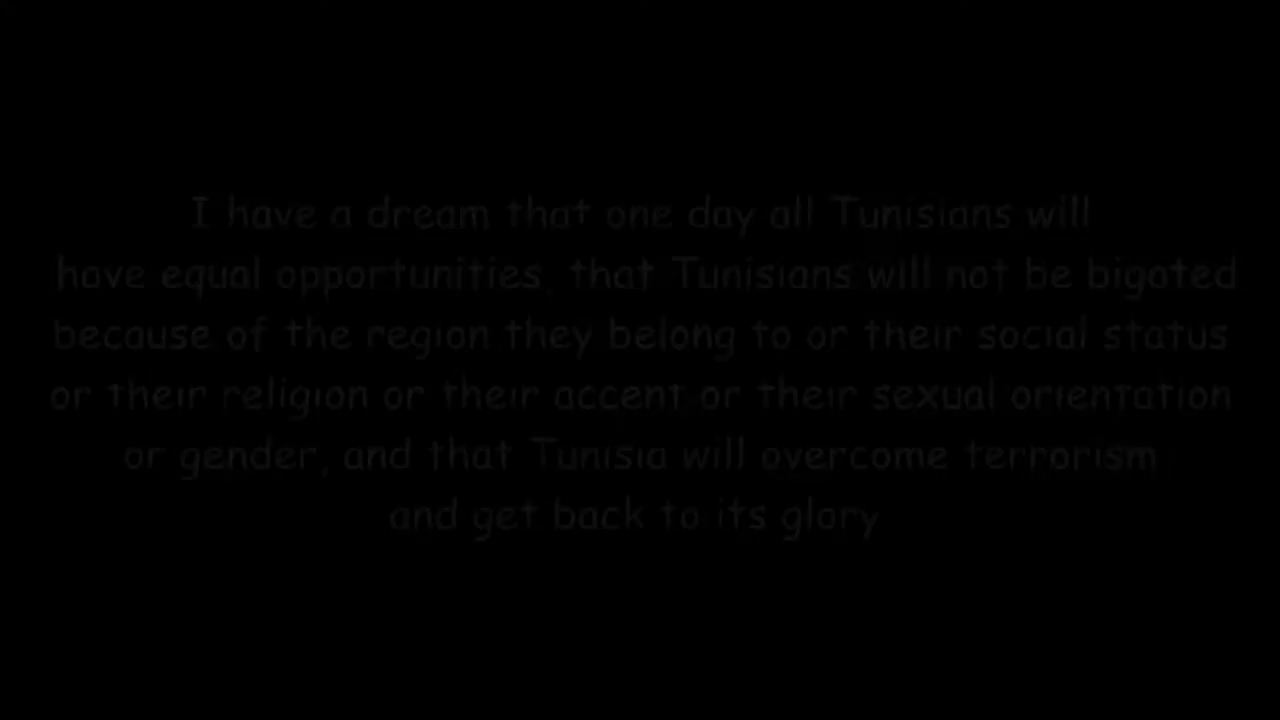 I have a dream that one day all Tunisians will
have equal opportunities, that Tunisians will not be bigoted
because of the region they belong to or their social status
or their religion or their accent or their sexual orientation
or gender, and that Tunisia will overcome terrorism
and get back to its glory